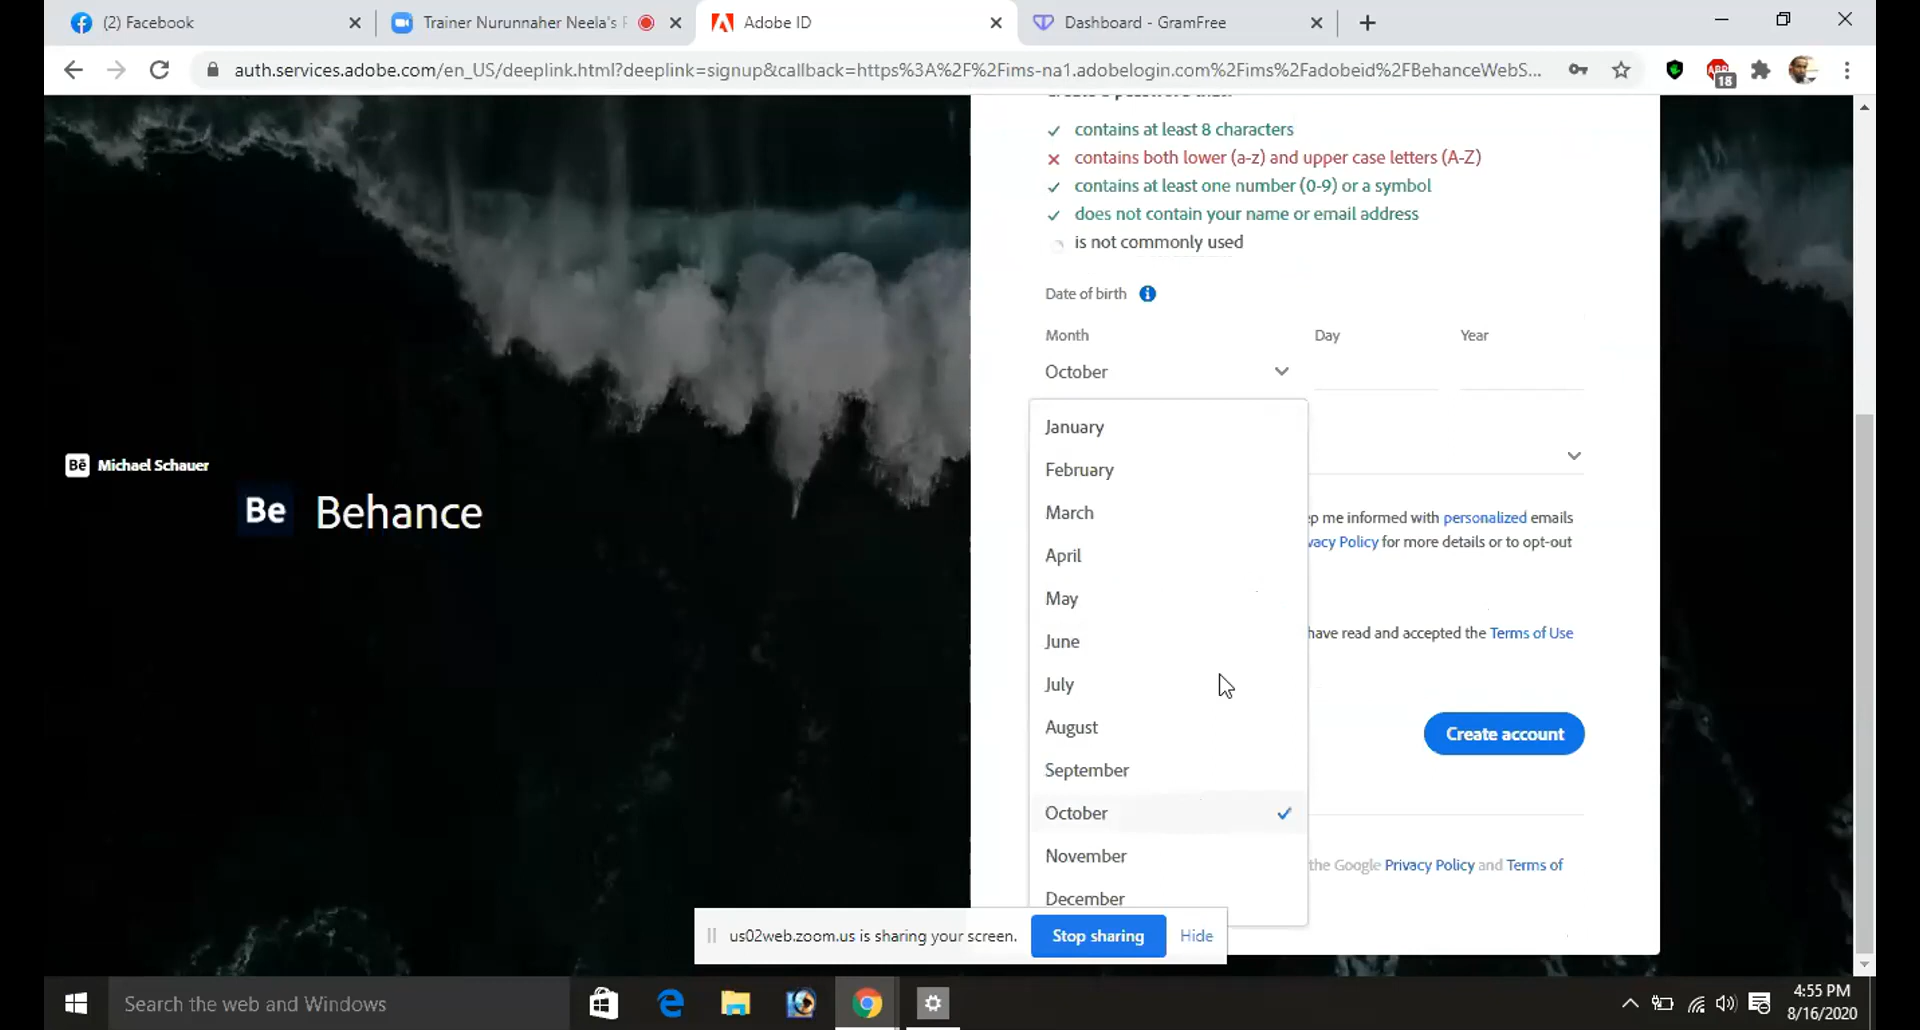 (2) Facebook
Trainer Nurunnaher Neela's
Adobe ID
Dashboard - GramFree
auth.services.adobe.com/en_US/deeplink.html?deeplink=signup&callback=https%3A%2F%2Fims-na1.adobelogin.com%2Fims%2Fadobeid%2FBehanceWebS...
18
contains at least 8 characters
contains both lower (a-z) and upper case letters (A-Z)
contains at least one number (0-9) or a symbol
does not contain your name or email address
is not commonly used
Date of birth
Month Day Year
October
January
February
March
April
May
June
July
August
September
October
November
December
ep me informed with personalized emails
vacy Policy for more details or to opt-out
have read and accepted the Terms of Use
Create account
the Google Privacy Policy and Terms of
Bē Michael Schauer
Be Behance
us02web.zoom.us is sharing your screen. Stop sharing Hide
Search the web and Windows
4:55 PM
8/16/2020